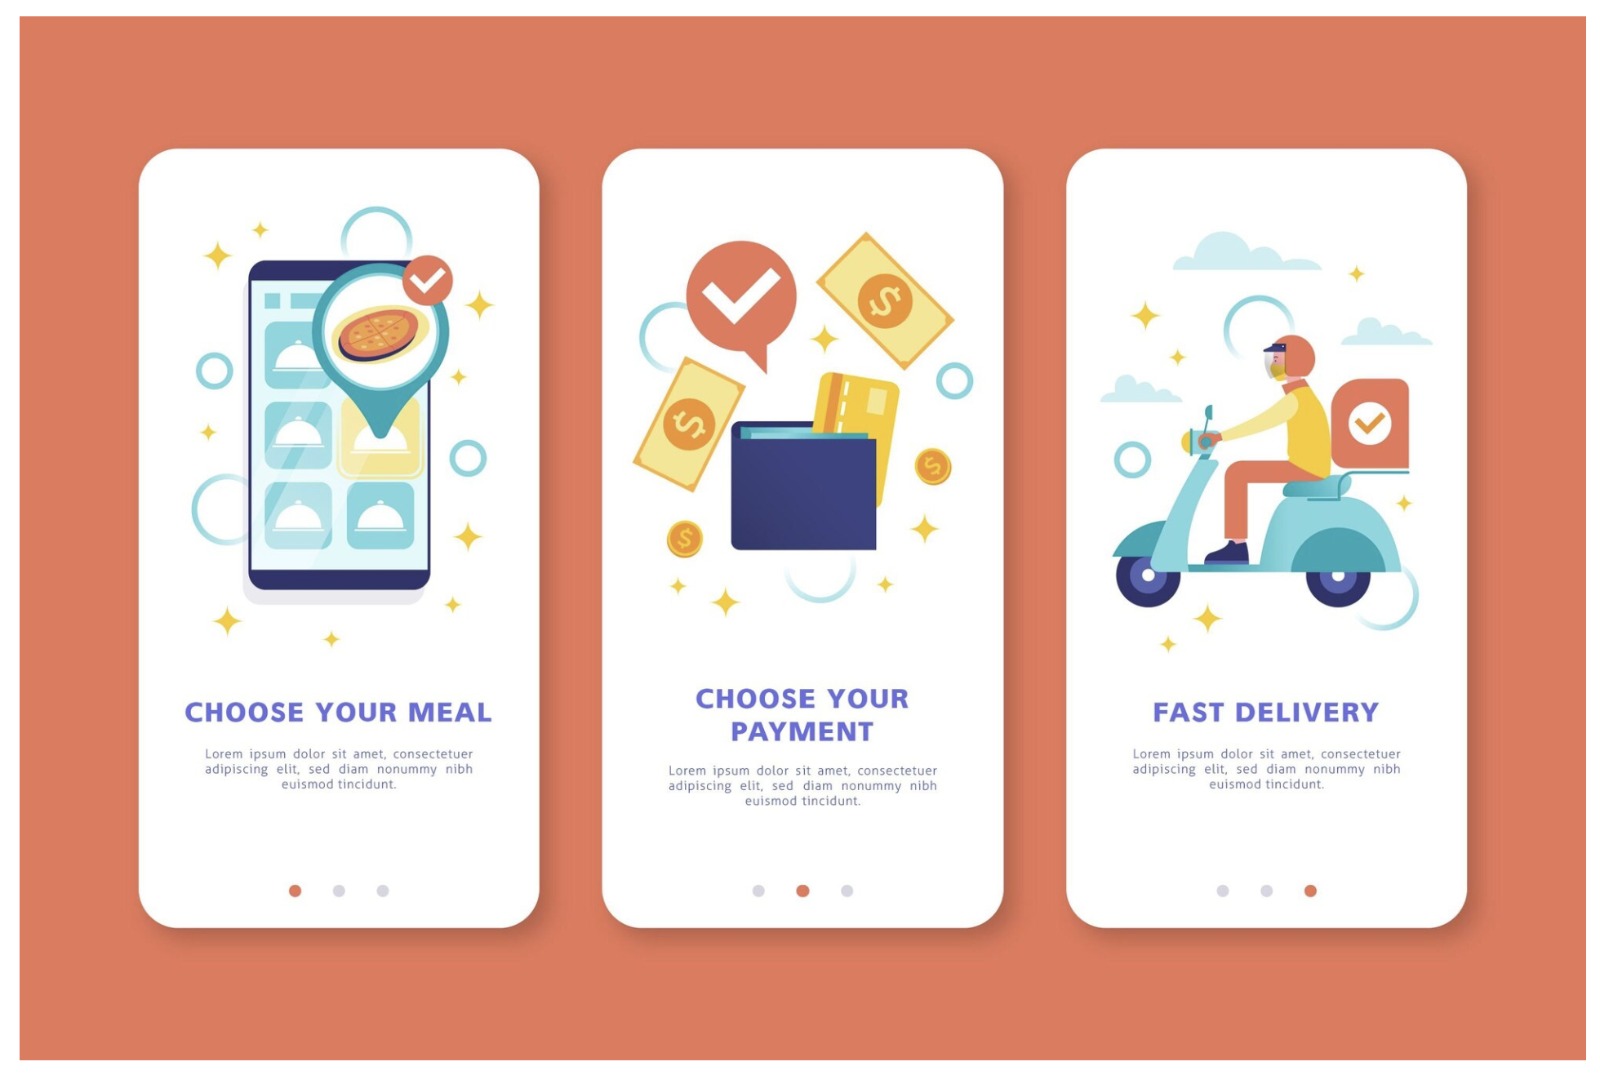 CHOOSE YOUR MEAL
Lorem ipsum dolor sit amet, consectetuer
adipiscing elit, sed diam nonummy nibh
euismod tincidunt.
$
$
$
$
CHOOSE YOUR
PAYMENT
Lorem ipsum dolor sit amet, consectetuer
adipiscing elit, sed diam nonummy nibh
euismod tincidunt.
FAST DELIVERY
Lorem ipsum dolor sit amet, consectetuer
adipiscing elit, sed diam nonummy nibh
euismod tincidunt.